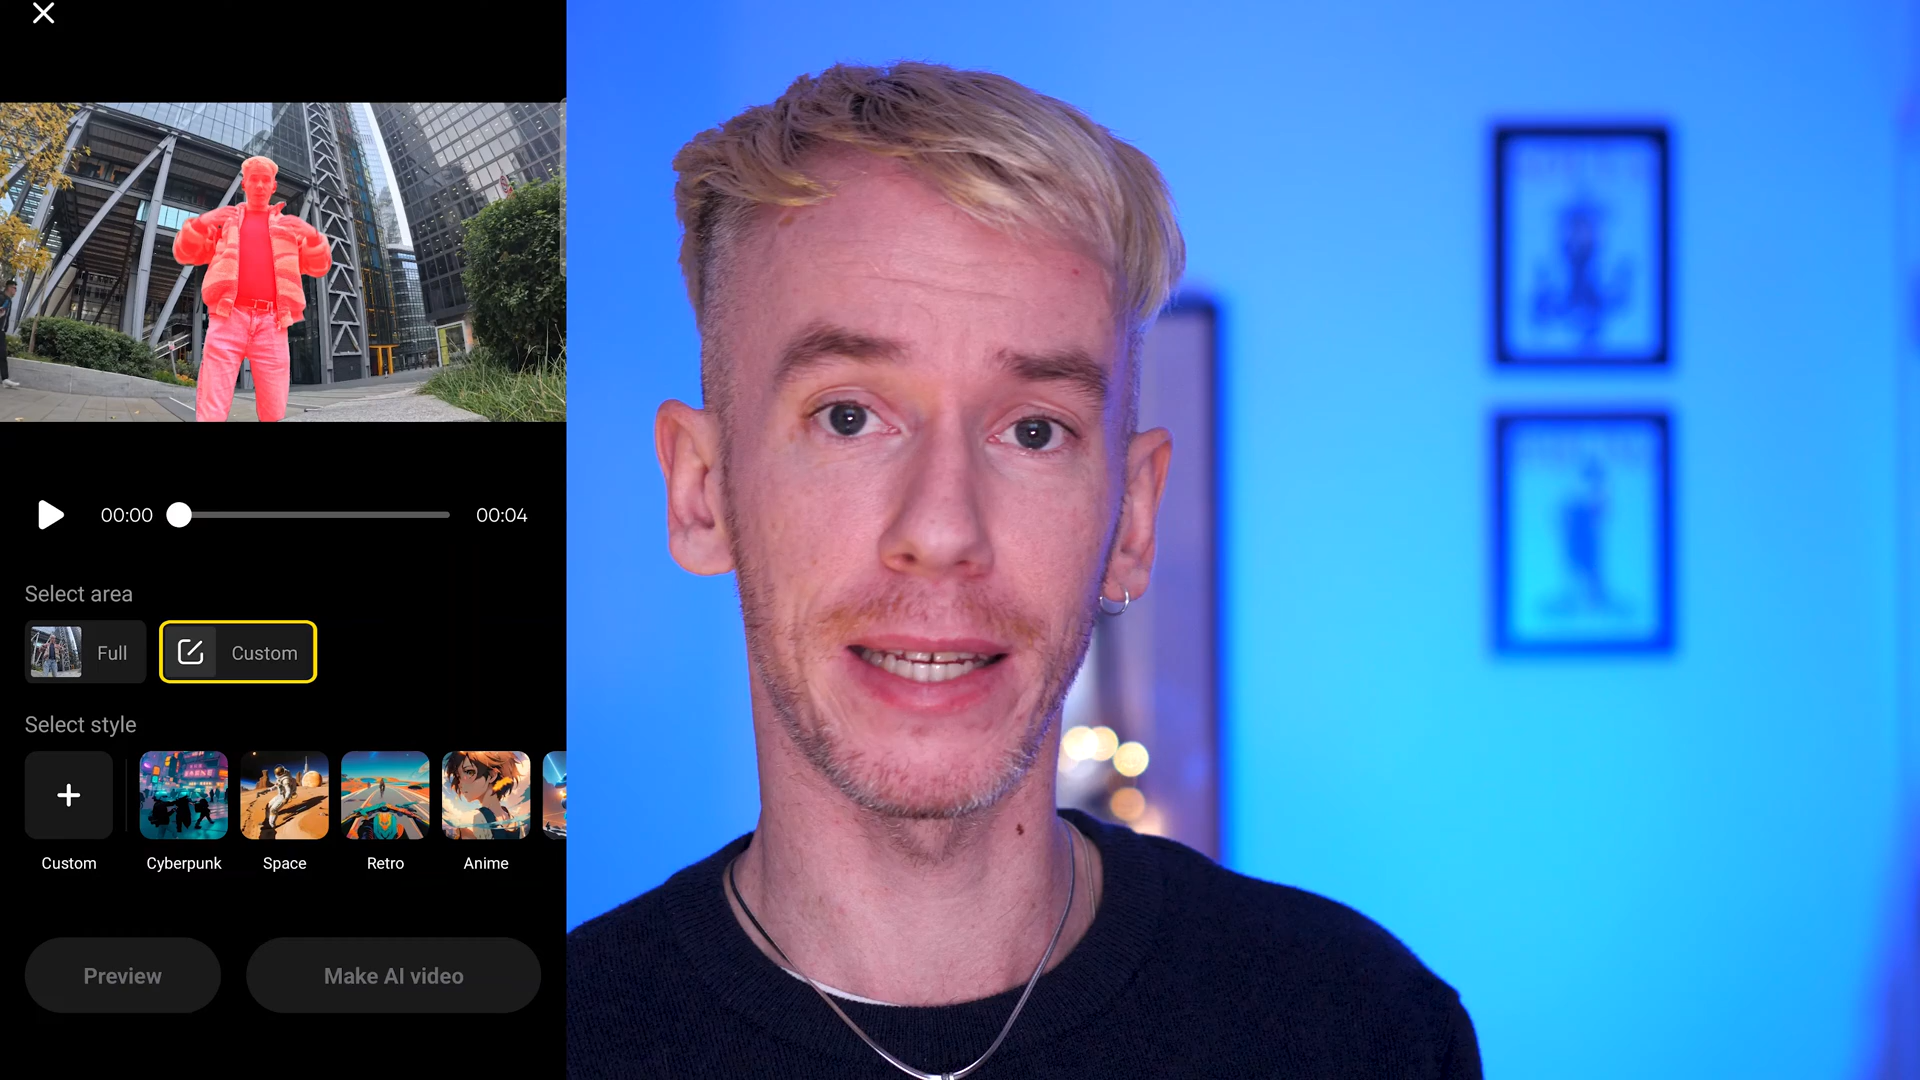 00:00
00:04
Select area
Full
Custom
Select style
Custom
Cyberpunk
Space
Retro
Anime
Preview
Make AI video